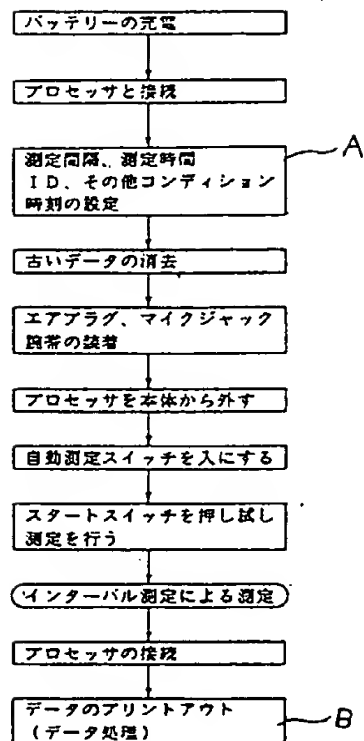 バッテリーの充電
プロセッサと接続
測定間隔、測定時間
ID、その他コンディション
時刻の設定
A
古いデータの消去
エアプラグ、マイクジャック
腕帯の装着
プロセッサを本体から外す
自動測定スイッチを入にする
スタートスイッチを押し試し
測定を行う
インターバル測定による測定
プロセッサの接続
データのプリントアウト
(データ処理)
B